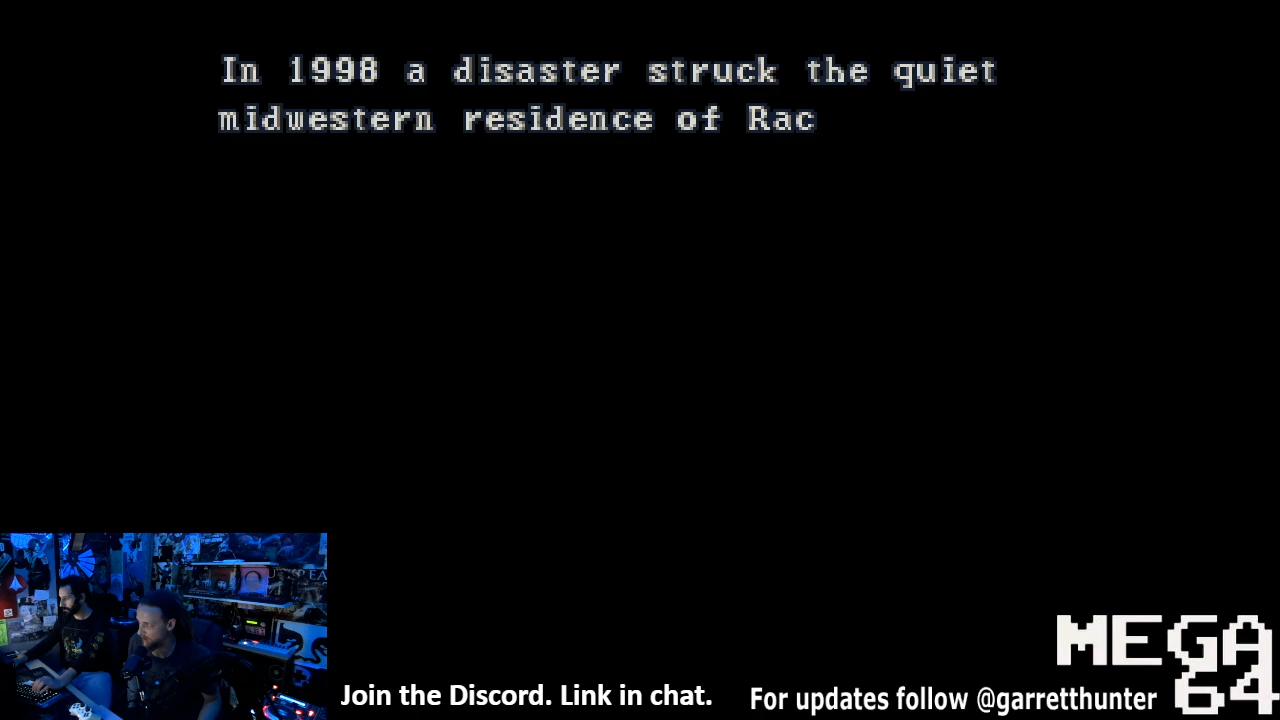 In 1998 a disaster struck the quiet
midwestern residence of Rac
Join the Discord. Link in chat.
For updates follow @garretthunter
MEGA
64